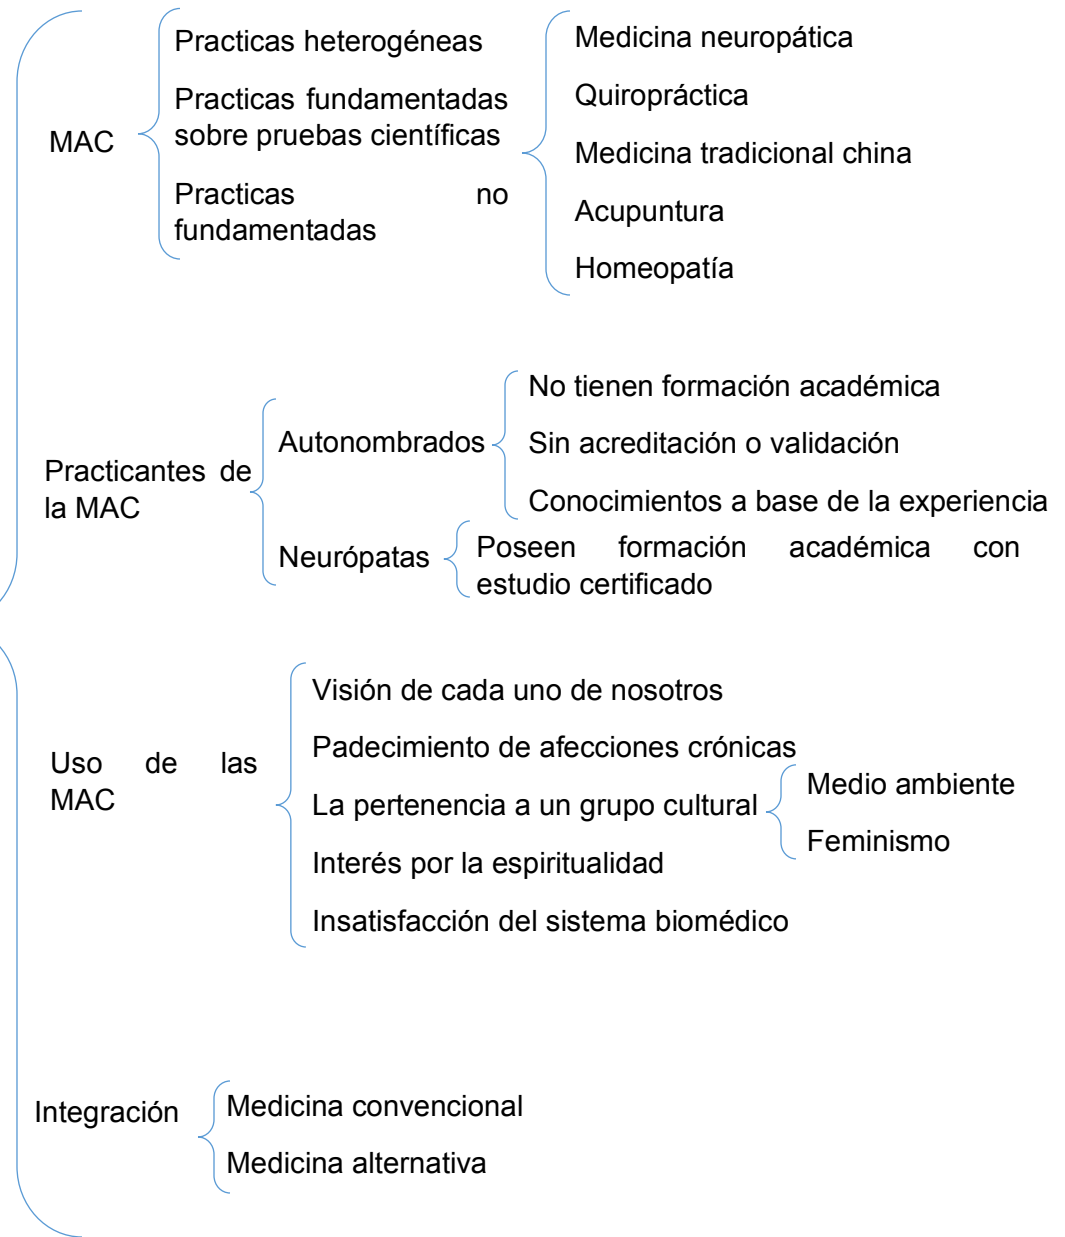 MAC
Practicas heterogéneas
Practicas fundamentadas
sobre pruebas científicas
Practicas no
fundamentadas
Medicina neuropática
Quiropráctica
Medicina tradicional china
Acupuntura
Homeopatía
Practicantes de
la MAC
Autonombrados
No tienen formación académica
Sin acreditación o validación
Conocimientos a base de la experiencia
Neurópatas
Poseen formación académica con
estudio certificado
Uso de las
MAC
Visión de cada uno de nosotros
Padecimiento de afecciones crónicas
La pertenencia a un grupo cultural
Medio ambiente
Feminismo
Interés por la espiritualidad
Insatisfacción del sistema biomédico
Integración
Medicina convencional
Medicina alternativa